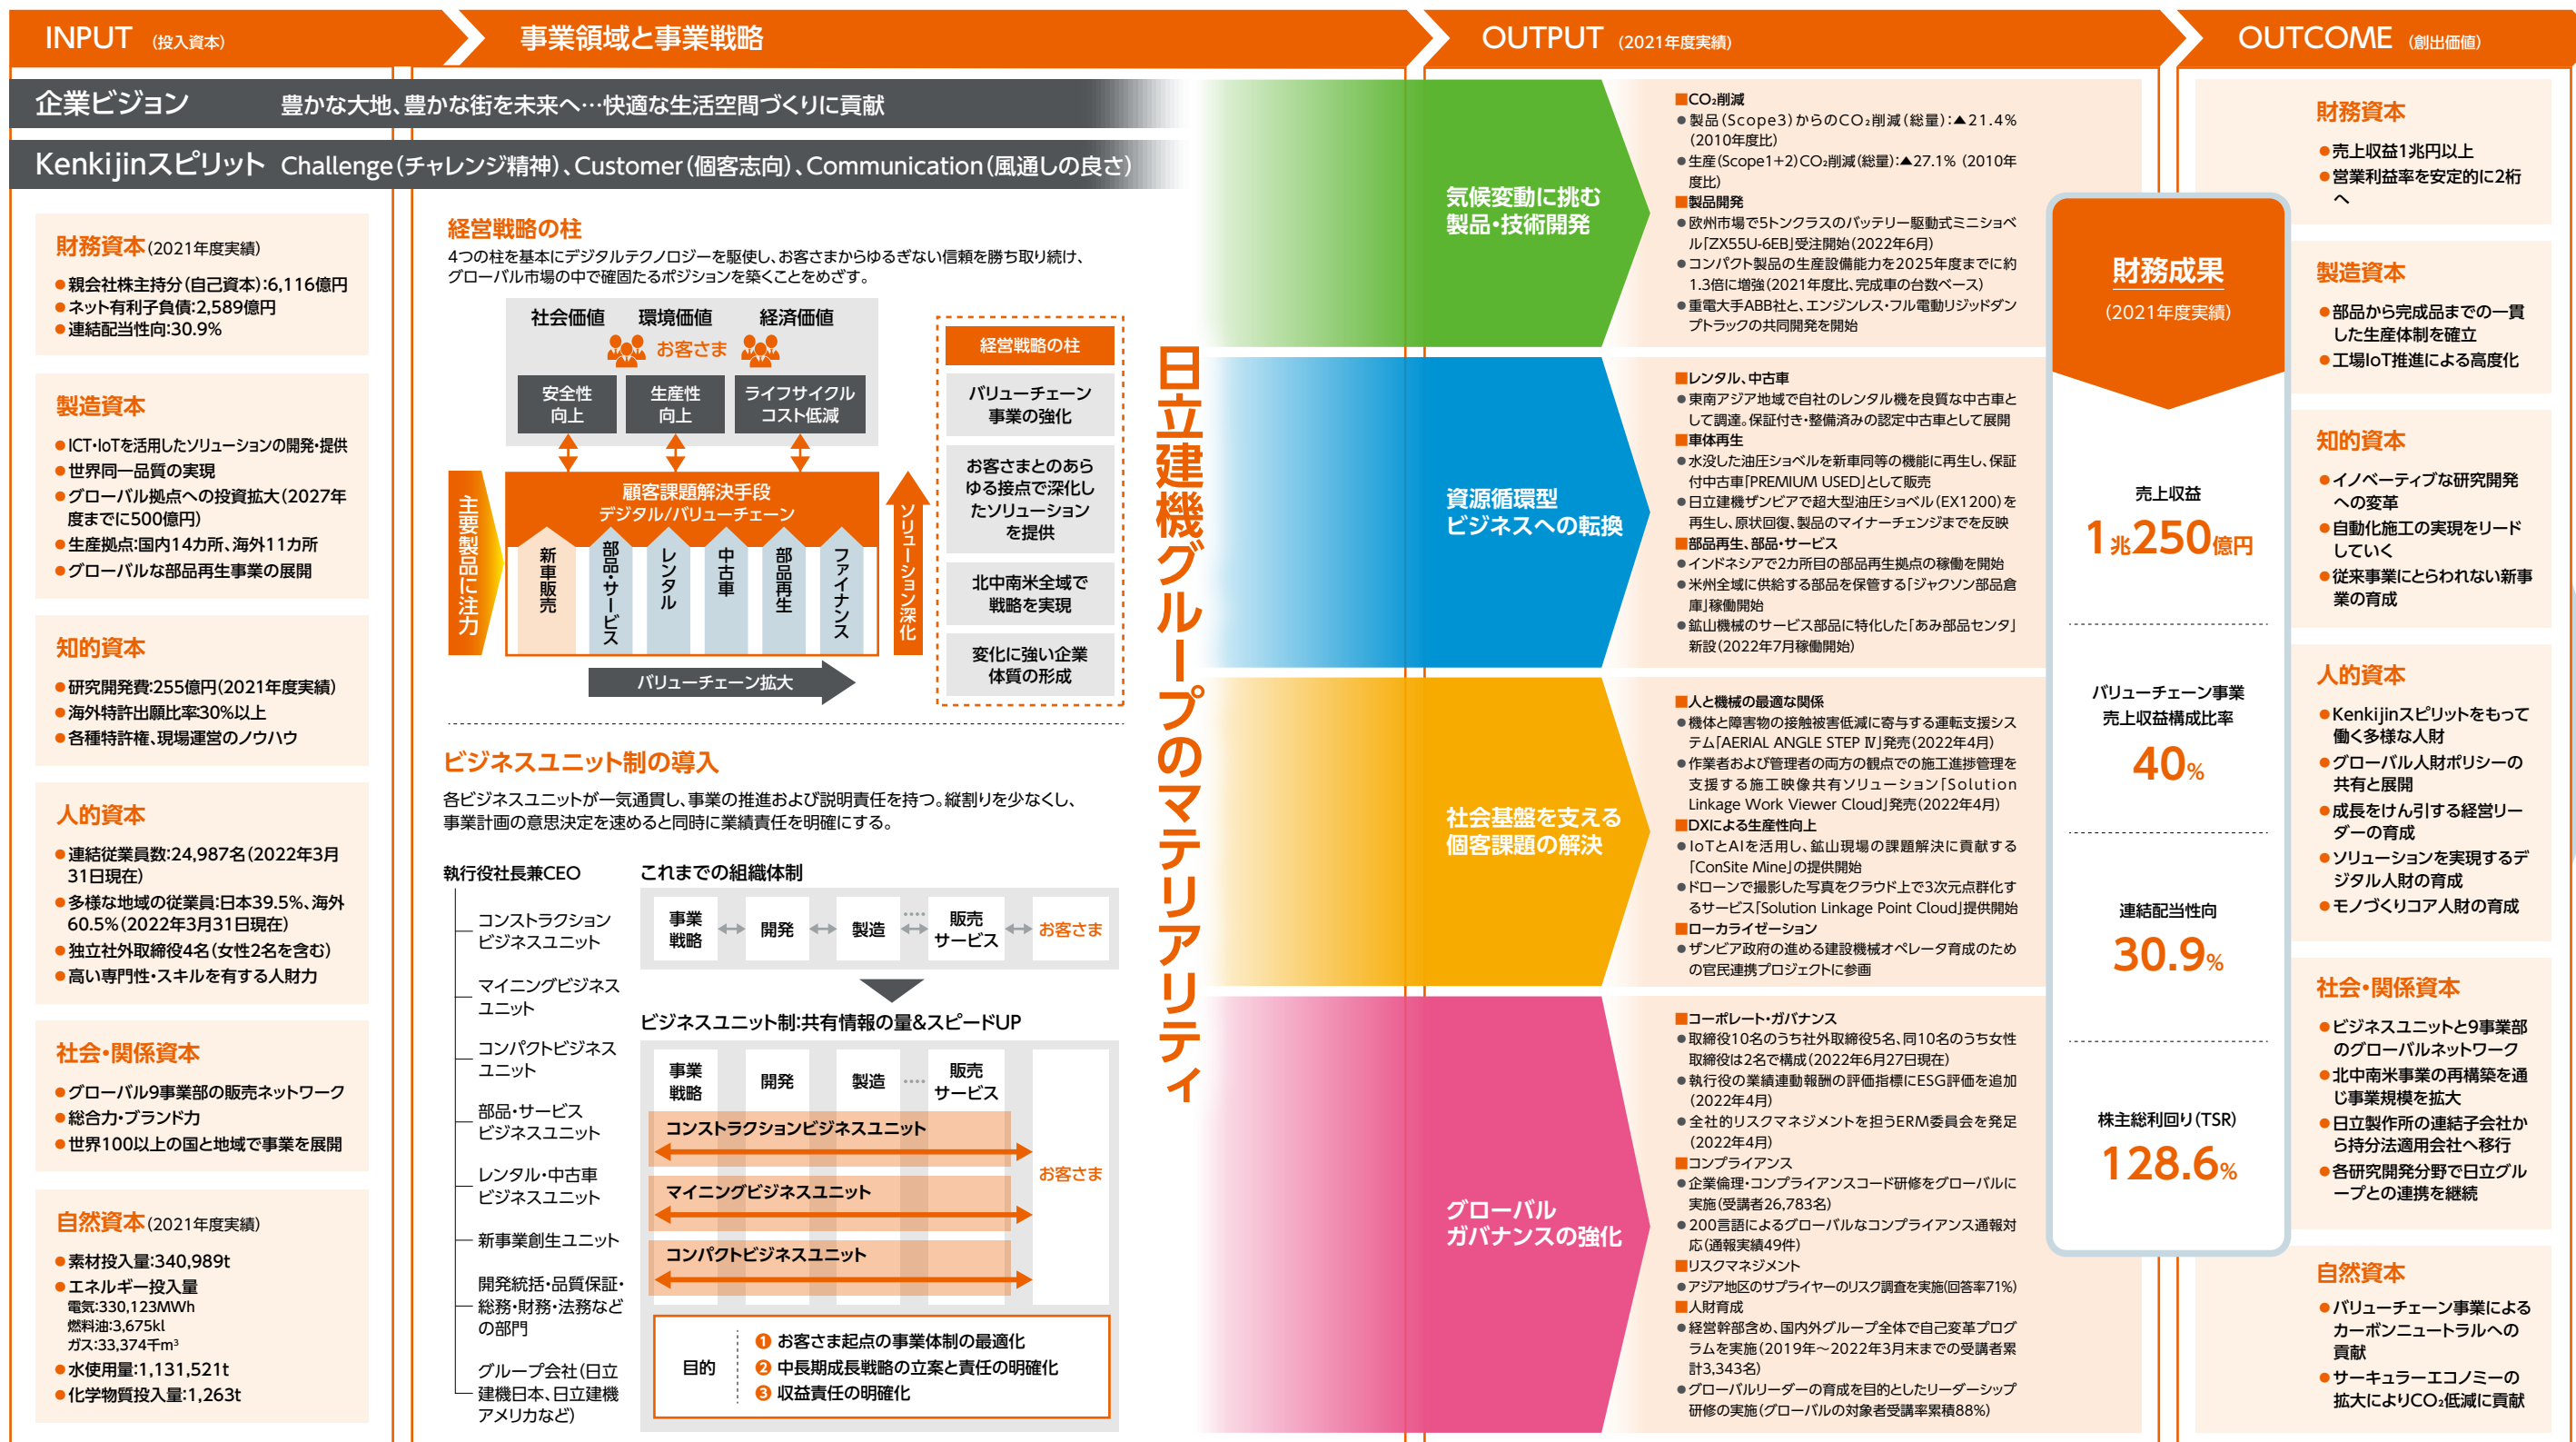 INPUT (投入資本)
事業領域と事業戦略
OUTPUT (2021年度実績)
OUTCOME (創出価値)
企業ビジョン 豊かな大地、豊かな街を未来へ…快適な生活空間づくりに貢献
Kenkijinスピリット Challenge(チャレンジ精神)、Customer(個客志向)、Communication(風通しの良さ)
財務資本(2021年度実績)
●親会社株主持分(自己資本):6,116億円
●ネット有利子負債:2,589億円
●連結配当性向:30.9%
製造資本
●ICT・IoTを活用したソリューションの開発・提供
●世界同一品質の実現
●グローバル拠点への投資拡大(2027年
度までに500億円)
●生産拠点:国内14カ所、海外11カ所
●グローバルな部品再生事業の展開
知的資本
●研究開発費:255億円(2021年度実績)
●海外特許出願比率30%以上
●各種特許権、現場運営のノウハウ
人的資本
●連結従業員数:24,987名(2022年3月
31日現在)
●多様な地域の従業員:日本39.5%、海外
60.5%(2022年3月31日現在)
●独立社外取締役4名(女性2名を含む)
●高い専門性・スキルを有する人財力
社会・関係資本
●グローバル9事業部の販売ネットワーク
●総合力・ブランド力
●世界100以上の国と地域で事業を展開
自然資本(2021年度実績)
●素材投入量:340,989t
●エネルギー投入量
電気:330,123MWh
燃料油:3,675kl
ガス:33,374千m³
●水使用量:1,131,521t
●化学物質投入量:1,263t
経営戦略の柱
4つの柱を基本にデジタルテクノロジーを駆使し、お客さまからゆるぎない信頼を勝ち取り続け、
グローバル市場の中で確固たるポジションを築くことをめざす。
社会価値 環境価値 経済価値
お客さま
安全性
向上
生産性
向上
ライフサイクル
コスト低減
主要製品に注力
顧客課題解決手段
デジタル/バリューチェーン
新車販売
部品・サービス
レンタル
中古車
部品再生
ファイナンス
ソリューション深化
バリューチェーン拡大
経営戦略の柱
バリューチェーン
事業の強化
お客さまとのあら
ゆる接点で深化し
たソリューション
を提供
北中南米全域で
戦略を実現
変化に強い企業
体質の形成
ビジネスユニット制の導入
各ビジネスユニットが一気通貫し、事業の推進および説明責任を持つ。縦割りを少なくし、
事業計画の意思決定を速めると同時に業績責任を明確にする。
執行役社長兼CEO
コンストラクション
ビジネスユニット
マイニングビジネス
ユニット
コンパクトビジネス
ユニット
部品・サービス
ビジネスユニット
レンタル・中古車
ビジネスユニット
新事業創生ユニット
開発統括・品質保証・
総務・財務・法務など
の部門
グループ会社(日立
建機日本、日立建機
アメリカなど)
これまでの組織体制
事業
戦略
開発
製造
販売
サービス
お客さま
ビジネスユニット制:共有情報の量&スピードUP
事業
戦略
開発
製造
販売
サービス
コンストラクションビジネスユニット
マイニングビジネスユニット
コンパクトビジネスユニット
お客さま
目的
❶ お客さま起点の事業体制の最適化
❷ 中長期成長戦略の立案と責任の明確化
❸ 収益責任の明確化
日立建機グループのマテリアリティ
気候変動に挑む
製品・技術開発
■CO₂削減
●製品(Scope3)からのCO₂削減(総量):▲21.4%
(2010年度比)
●生産(Scope1+2)CO₂削減(総量):▲27.1% (2010年
度比)
■製品開発
●欧州市場で5トンクラスのバッテリー駆動式ミニショベ
ル「ZX55U-6EB」受注開始(2022年6月)
●コンパクト製品の生産設備能力を2025年度までに約
1.3倍に増強(2021年度比、完成車の台数ベース)
●重電大手ABB社と、エンジンレス・フル電動リジッドダン
プトラックの共同開発を開始
資源循環型
ビジネスへの転換
■レンタル、中古車
●東南アジア地域で自社のレンタル機を良質な中古車と
して調達。保証付き・整備済みの認定中古車として展開
■車体再生
●水没した油圧ショベルを新車同等の機能に再生し、保証
付中古車「PREMIUM USED」として販売
●日立建機ザンビアで超大型油圧ショベル(EX1200)を
再生し、原状回復、製品のマイナーチェンジまでを反映
■部品再生、部品・サービス
●インドネシアで2カ所目の部品再生拠点の稼働を開始
●米州全域に供給する部品を保管する「ジャクソン部品倉
庫」稼働開始
●鉱山機械のサービス部品に特化した「あみ部品センタ」
新設(2022年7月稼働開始)
社会基盤を支える
個客課題の解決
■人と機械の最適な関係
●機体と障害物の接触被害低減に寄与する運転支援シス
テム「AERIAL ANGLE STEP Ⅳ」発売(2022年4月)
●作業者および管理者の両方の観点での施工進捗管理を
支援する施工映像共有ソリューション「Solution
Linkage Work Viewer Cloud」発売(2022年4月)
■DXによる生産性向上
●IoTとAIを活用し、鉱山現場の課題解決に貢献する
「ConSite Mine」の提供開始
●ドローンで撮影した写真をクラウド上で3次元点群化す
るサービス「Solution Linkage Point Cloud」提供開始
■ローカライゼーション
●ザンビア政府の進める建設機械オペレータ育成のため
の官民連携プロジェクトに参画
グローバル
ガバナンスの強化
■コーポレート・ガバナンス
●取締役10名のうち社外取締役5名、同10名のうち女性
取締役は2名で構成(2022年6月27日現在)
●執行役の業績連動報酬の評価指標にESG評価を追加
(2022年4月)
●全社的リスクマネジメントを担うERM委員会を発足
(2022年4月)
■コンプライアンス
●企業倫理・コンプライアンスコード研修をグローバルに
実施(受講者26,783名)
●200言語によるグローバルなコンプライアンス通報対
応(通報実績49件)
■リスクマネジメント
●アジア地区のサプライヤーのリスク調査を実施(回答率71%)
■人財育成
●経営幹部含め、国内外グループ全体で自己変革プログ
ラムを実施(2019年～2022年3月末までの受講者累
計3,343名)
●グローバルリーダーの育成を目的としたリーダーシップ
研修の実施(グローバルの対象者受講率累積88%)
財務成果
(2021年度実績)
売上収益
1兆250億円
バリューチェーン事業
売上収益構成比率
40%
連結配当性向
30.9%
株主総利回り(TSR)
128.6%
財務資本
●売上収益1兆円以上
●営業利益率を安定的に2桁
へ
製造資本
●部品から完成品までの一貫
した生産体制を確立
●工場IoT推進による高度化
知的資本
●イノベーティブな研究開発
への変革
●自動化施工の実現をリード
していく
●従来事業にとらわれない新事
業の育成
人的資本
●Kenkijinスピリットをもって
働く多様な人財
●グローバル人財ポリシーの
共有と展開
●成長をけん引する経営リー
ダーの育成
●ソリューションを実現するデ
ジタル人財の育成
●モノづくりコア人財の育成
社会・関係資本
●ビジネスユニットと9事業部
のグローバルネットワーク
●北中南米事業の再構築を通
じ事業規模を拡大
●日立製作所の連結子会社か
ら持分法適用会社へ移行
●各研究開発分野で日立グル
ープとの連携を継続
自然資本
●バリューチェーン事業による
カーボンニュートラルへの
貢献
●サーキュラーエコノミーの
拡大によりCO₂低減に貢献